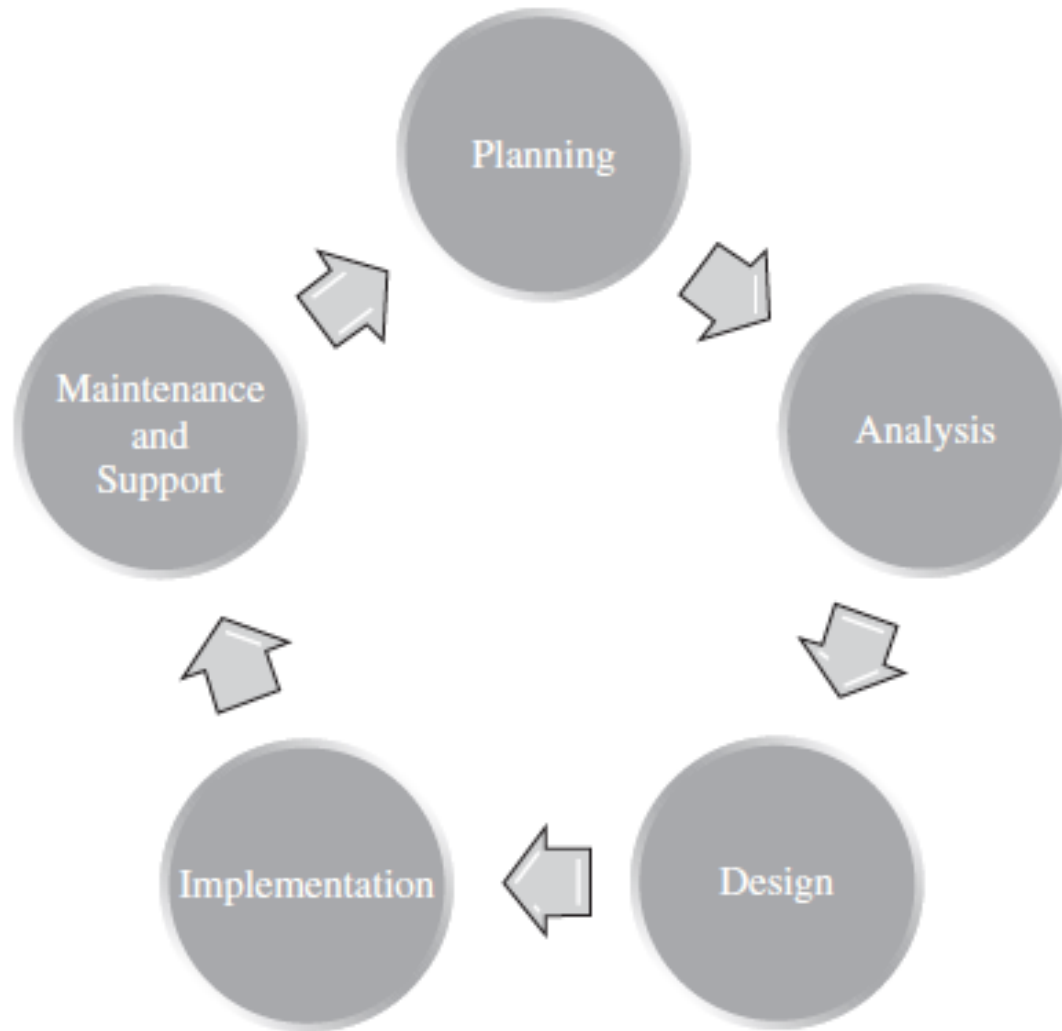 Planning
Analysis
Design
Implementation
Maintenance
and
Support